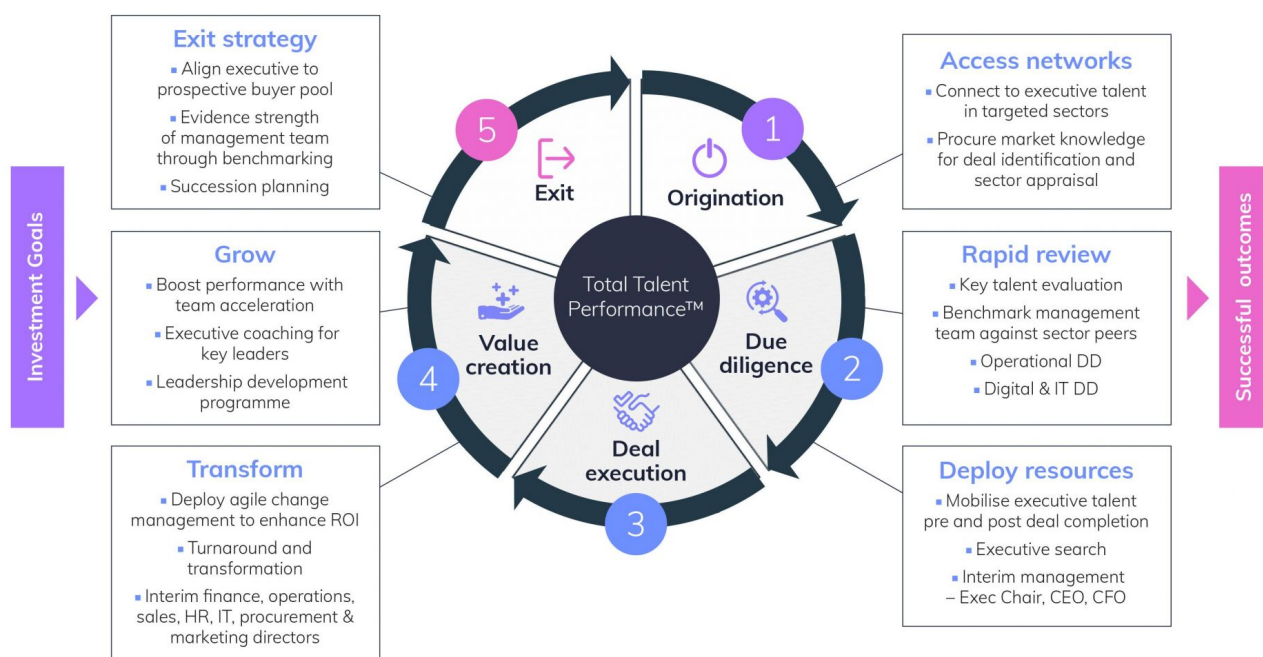 Investment Goals
Exit strategy
▪ Align executive to
prospective buyer pool
▪ Evidence strength
of management team
through benchmarking
▪ Succession planning
Grow
▪ Boost performance with
team acceleration
▪ Executive coaching for
key leaders
▪ Leadership development
programme
Transform
▪ Deploy agile change
management to enhance ROI
▪ Turnaround and
transformation
▪ Interim finance, operations,
sales, HR, IT, procurement &
marketing directors
Total Talent
Performance™
1
Origination
2
Due
diligence
3
Deal
execution
4
Value
creation
5
Exit
Access networks
▪ Connect to executive talent
in targeted sectors
▪ Procure market knowledge
for deal identification and
sector appraisal
Rapid review
▪ Key talent evaluation
▪ Benchmark management
team against sector peers
▪ Operational DD
▪ Digital & IT DD
Deploy resources
▪ Mobilise executive talent
pre and post deal completion
▪ Executive search
▪ Interim management
– Exec Chair, CEO, CFO
Successful outcomes